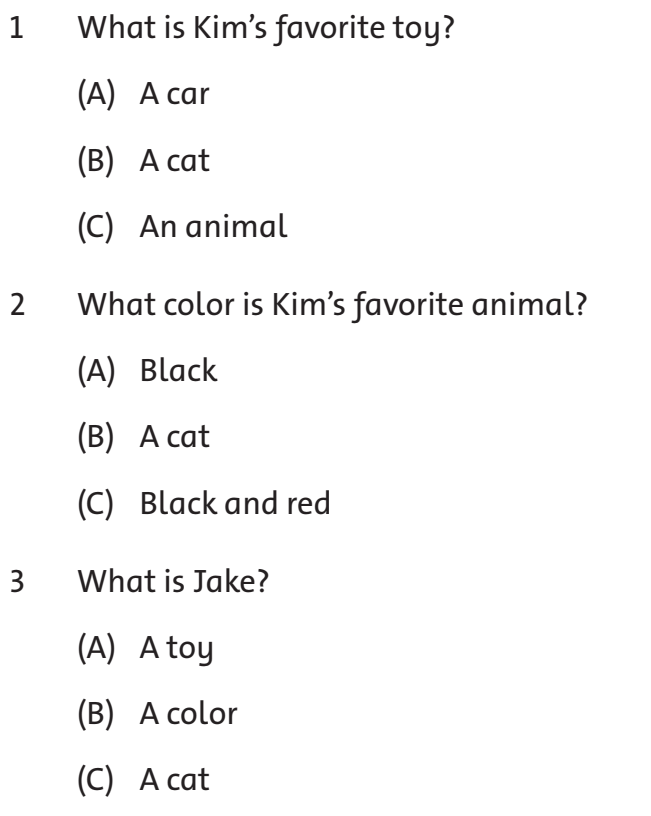 1 What is Kim's favorite toy?
(A) A car
(B) A cat
(C) An animal
2 What color is Kim's favorite animal?
(A) Black
(B) A cat
(C) Black and red
3 What is Jake?
(A) A toy
(B) A color
(C) A cat